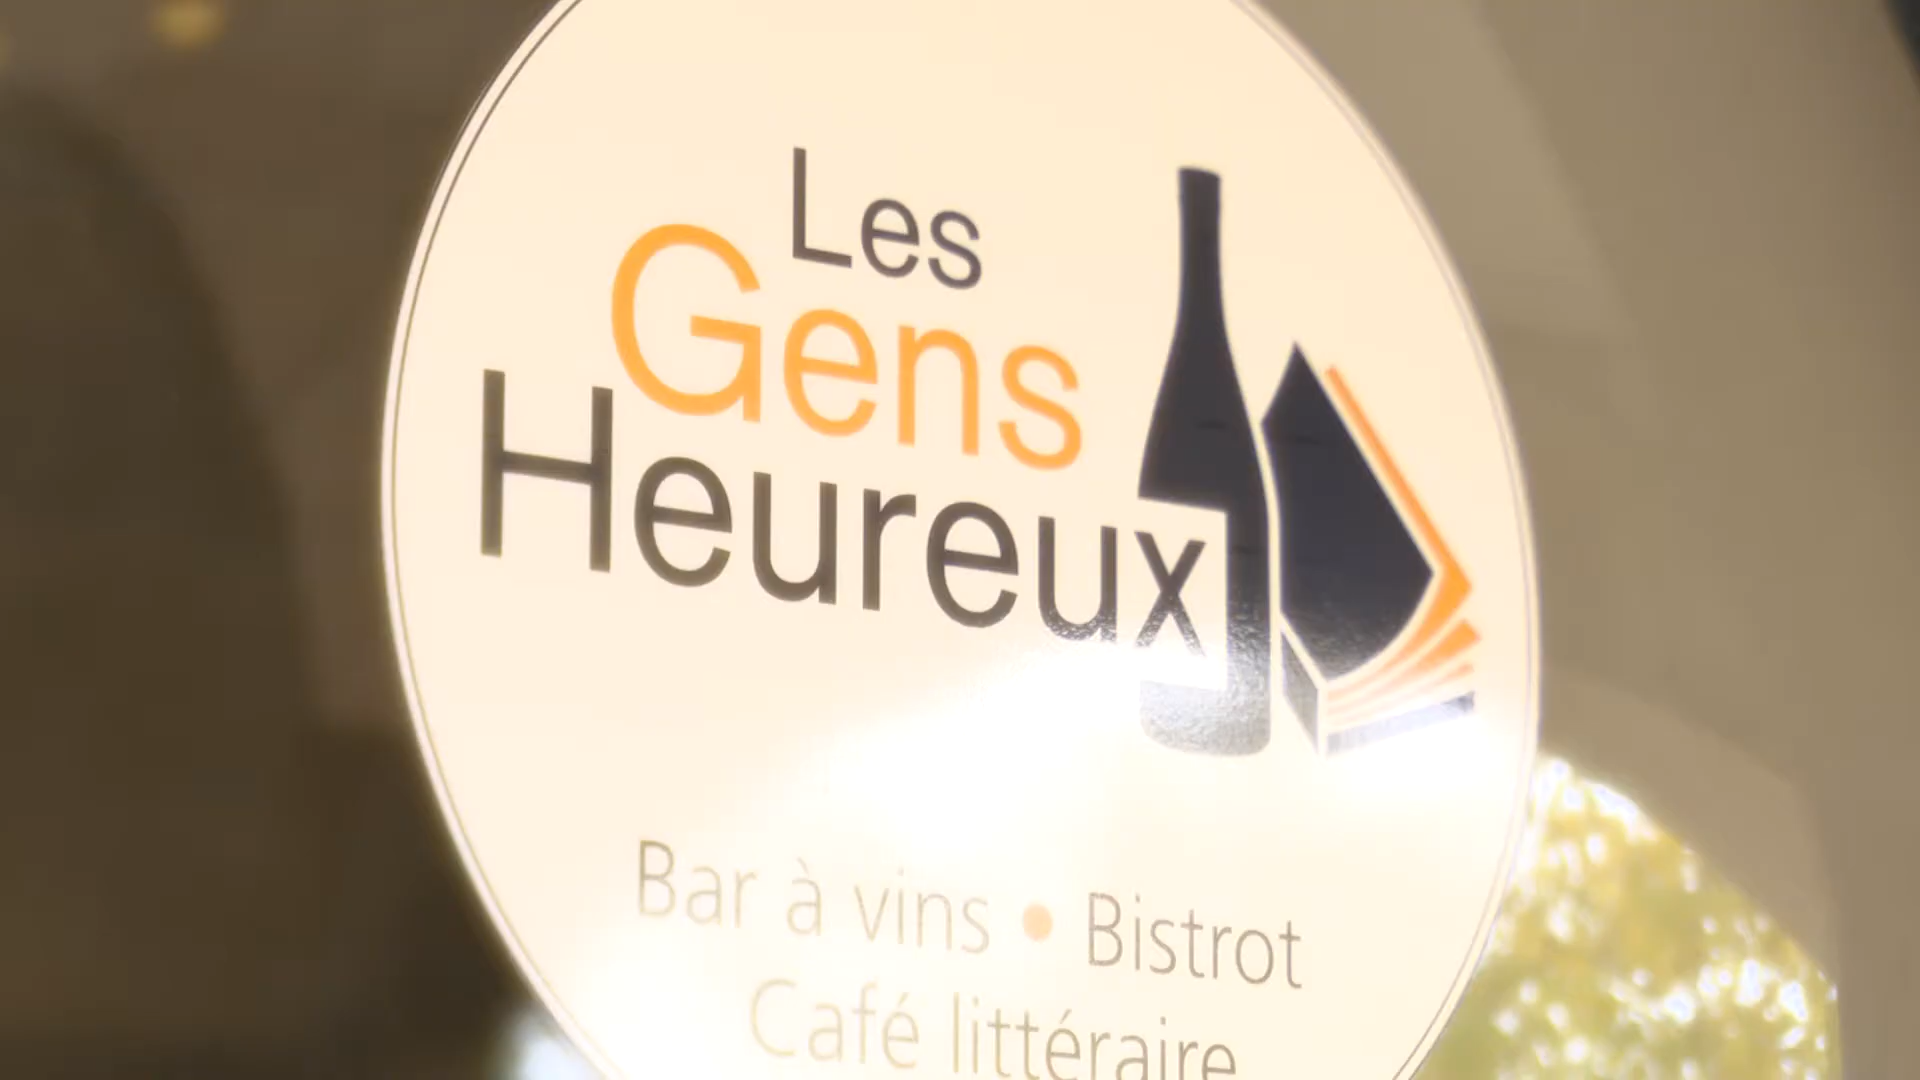 Les
Gens
Heureux
Bar à vins • Bistrot
Café littéraire